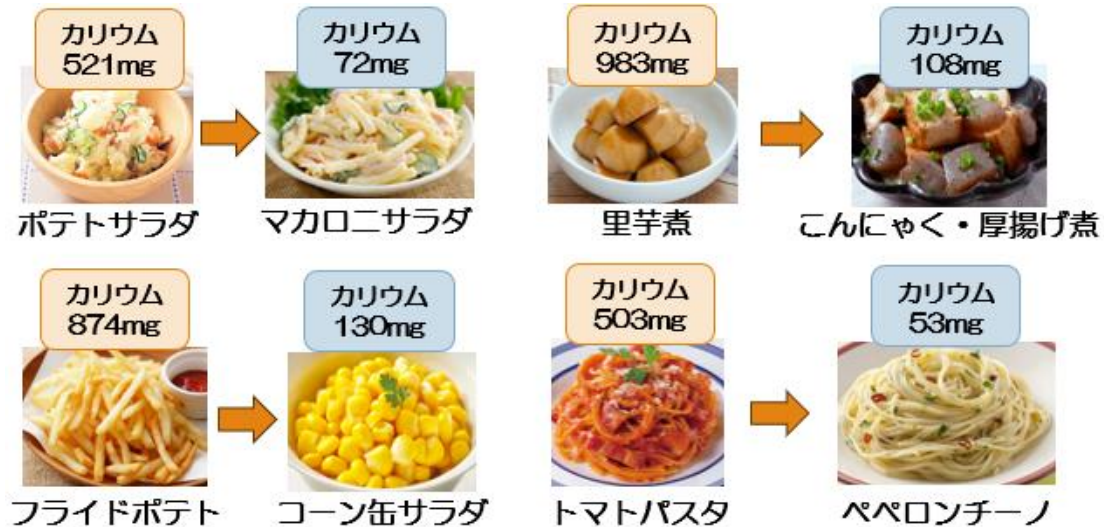 カリウム
521mg
カリウム
72mg
カリウム
983mg
カリウム
108mg
ポテトサラダ
マカロニサラダ
里芋煮
こんにゃく・厚揚げ煮
カリウム
874mg
カリウム
130mg
カリウム
503mg
カリウム
53mg
フライドポテト
コーン缶サラダ
トマトパスタ
ペペロンチーノ